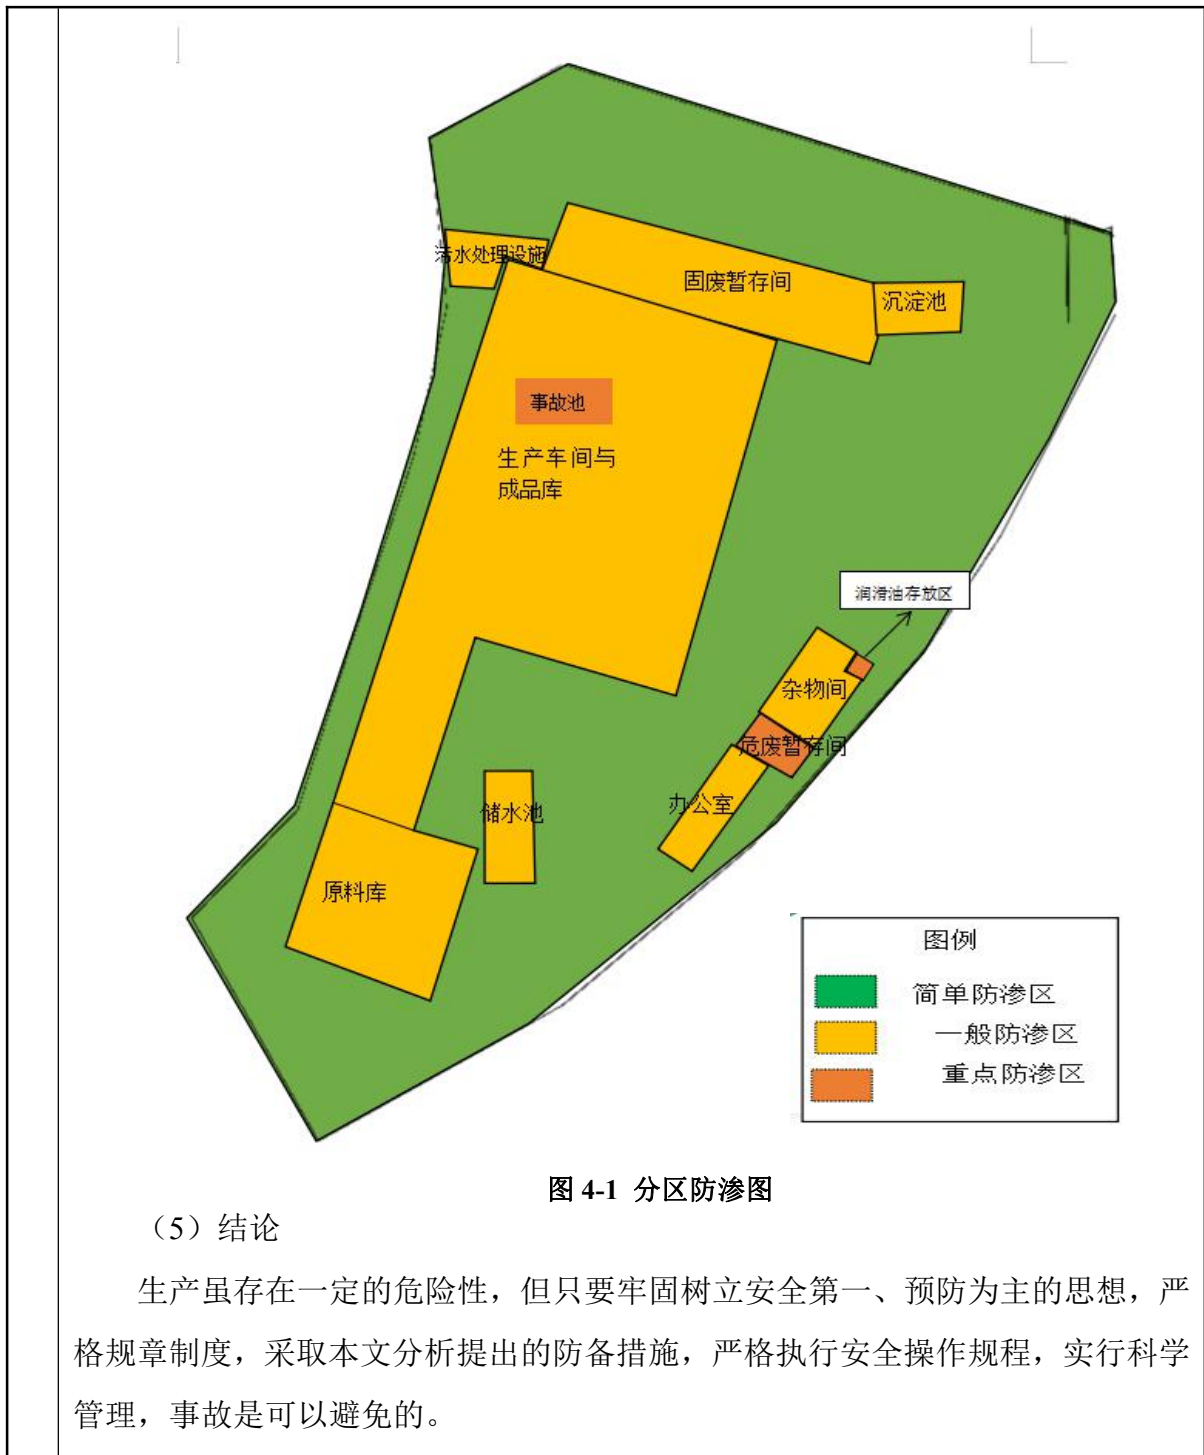 污水处理设施
固废暂存间
沉淀池
事故池
生产车间与
成品库
润滑油存放区
杂物间
危废暂存间
办公室
储水池
原料库
图例
简单防渗区
一般防渗区
重点防渗区
图 4-1 分区防渗图
（5）结论
生产虽存在一定的危险性，但只要牢固树立安全第一、预防为主的思想，严
格规章制度，采取本文分析提出的防备措施，严格执行安全操作规程，实行科学
管理，事故是可以避免的。